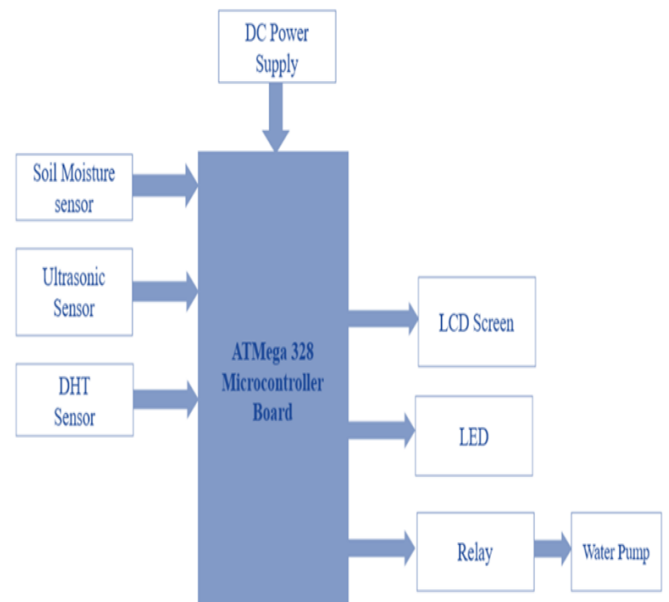 DC Power
Supply
Soil Moisture
sensor
Ultrasonic
Sensor
DHT
Sensor
ATMega 328
Microcontroller
Board
LCD Screen
LED
Relay
Water Pump